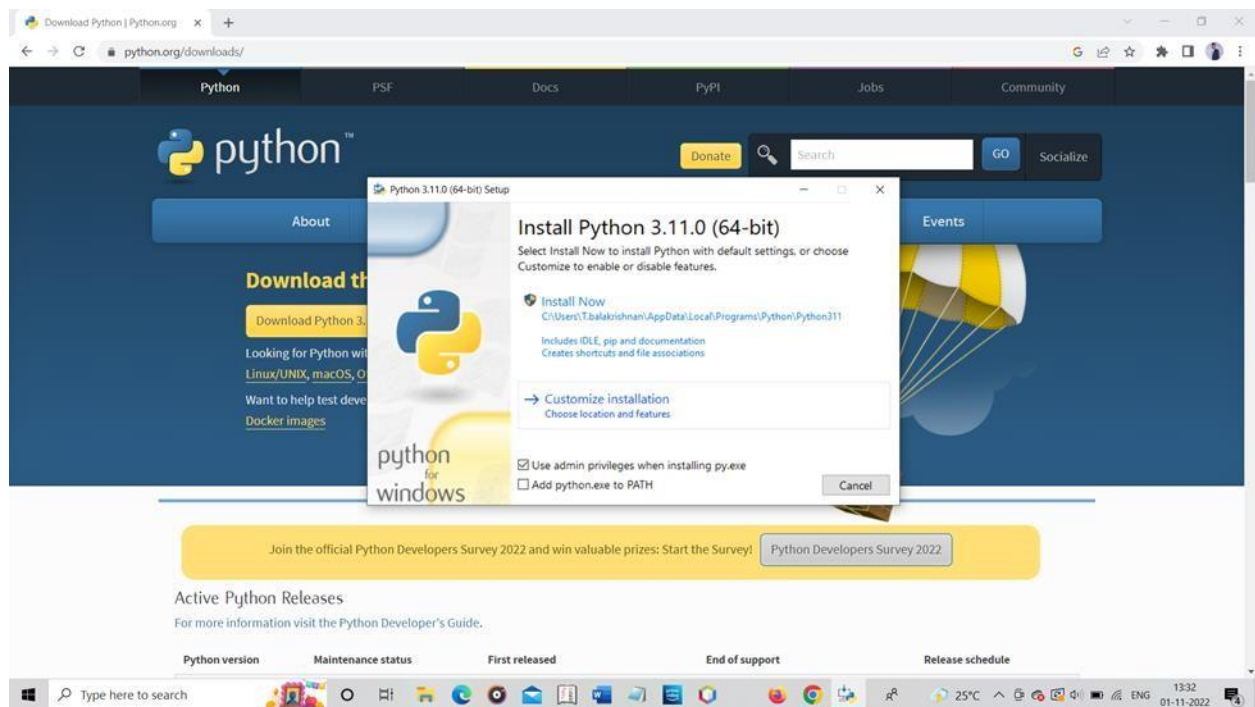 Download Python | Python.org
python.org/downloads/
Python PSF Docs PyPI Jobs Community
python™
Donate Search GO Socialize
Python 3.11.0 (64-bit) Setup
About Events
Install Python 3.11.0 (64-bit)
Select Install Now to install Python with default settings, or choose
Customize to enable or disable features.
Install Now
C:\Users\T.balakrishnan\AppData\Local\Programs\Python\Python311
Includes IDLE, pip and documentation
Creates shortcuts and file associations
Customize installation
Choose location and features
Use admin privileges when installing py.exe
Add python.exe to PATH
Cancel
python
for
windows
Download th
Download Python 3.
Looking for Python wit
Linux/UNIX, macOS, O
Want to help test deve
Docker images
Join the official Python Developers Survey 2022 and win valuable prizes: Start the Survey! Python Developers Survey 2022
Active Python Releases
For more information visit the Python Developer's Guide.
Python version Maintenance status First released End of support Release schedule
Type here to search
25°C ENG 13:32
01-11-2022
4